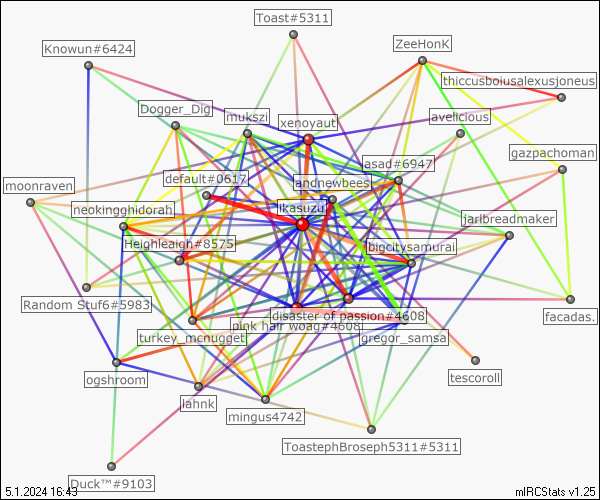 Toast#5311
Knowun#6424
ZeeHonK
thiccusboiusalexusjoneus
Dogger_Dig
mukszi
xenoyaut
avelicious
gazpachoman
jasad#6947
default#0617
andnewbees
moonraven
neokingghidorah
ikasuzu
jarlbreadmaker
Heighleaigh#8575
bigcitysamurai
Random Stuf6#5983
facadas.
disaster of passion#4608
pink hair woag#4608
turkey_mcnugget
gregor_samsa
ogshroom
tescoroll
lahnk
mingus4742
ToastephBroseph5311#5311
Duck™#9103
5.1.2024 16:43
mIRCStats v1.25